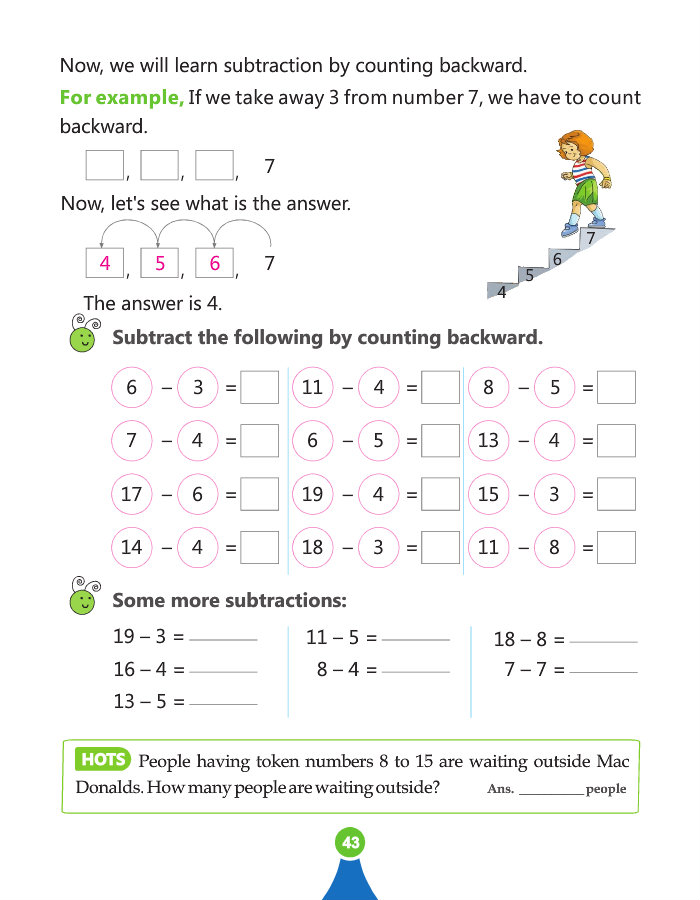 Now, we will learn subtraction by counting backward.
For example, If we take away 3 from number 7, we have to count
backward.
, , , 7
Now, let's see what is the answer.
4 , 5 , 6 , 7
The answer is 4.
7
6
5
4
Subtract the following by counting backward.
6 – 3 = 11 – 4 = 8 – 5 =
7 – 4 = 6 – 5 = 13 – 4 =
17 – 6 = 19 – 4 = 15 – 3 =
14 – 4 = 18 – 3 = 11 – 8 =
Some more subtractions:
19 – 3 = ________ 11 – 5 = ________ 18 – 8 = ________
16 – 4 = ________ 8 – 4 = ________ 7 – 7 = ________
13 – 5 = ________
HOTS People having token numbers 8 to 15 are waiting outside Mac
Donalds. How many people are waiting outside? Ans. __________ people
43